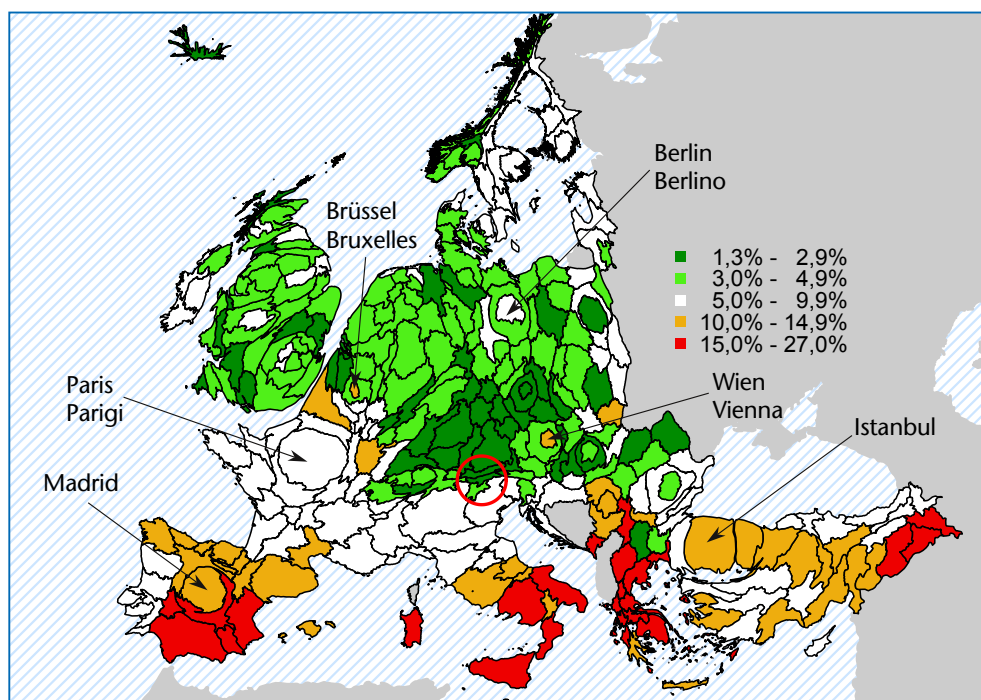 Berlin
Berlino
Brüssel
Bruxelles
1,3% - 2,9%
3,0% - 4,9%
5,0% - 9,9%
10,0% - 14,9%
15,0% - 27,0%
Paris
Parigi
Wien
Vienna
Istanbul
Madrid